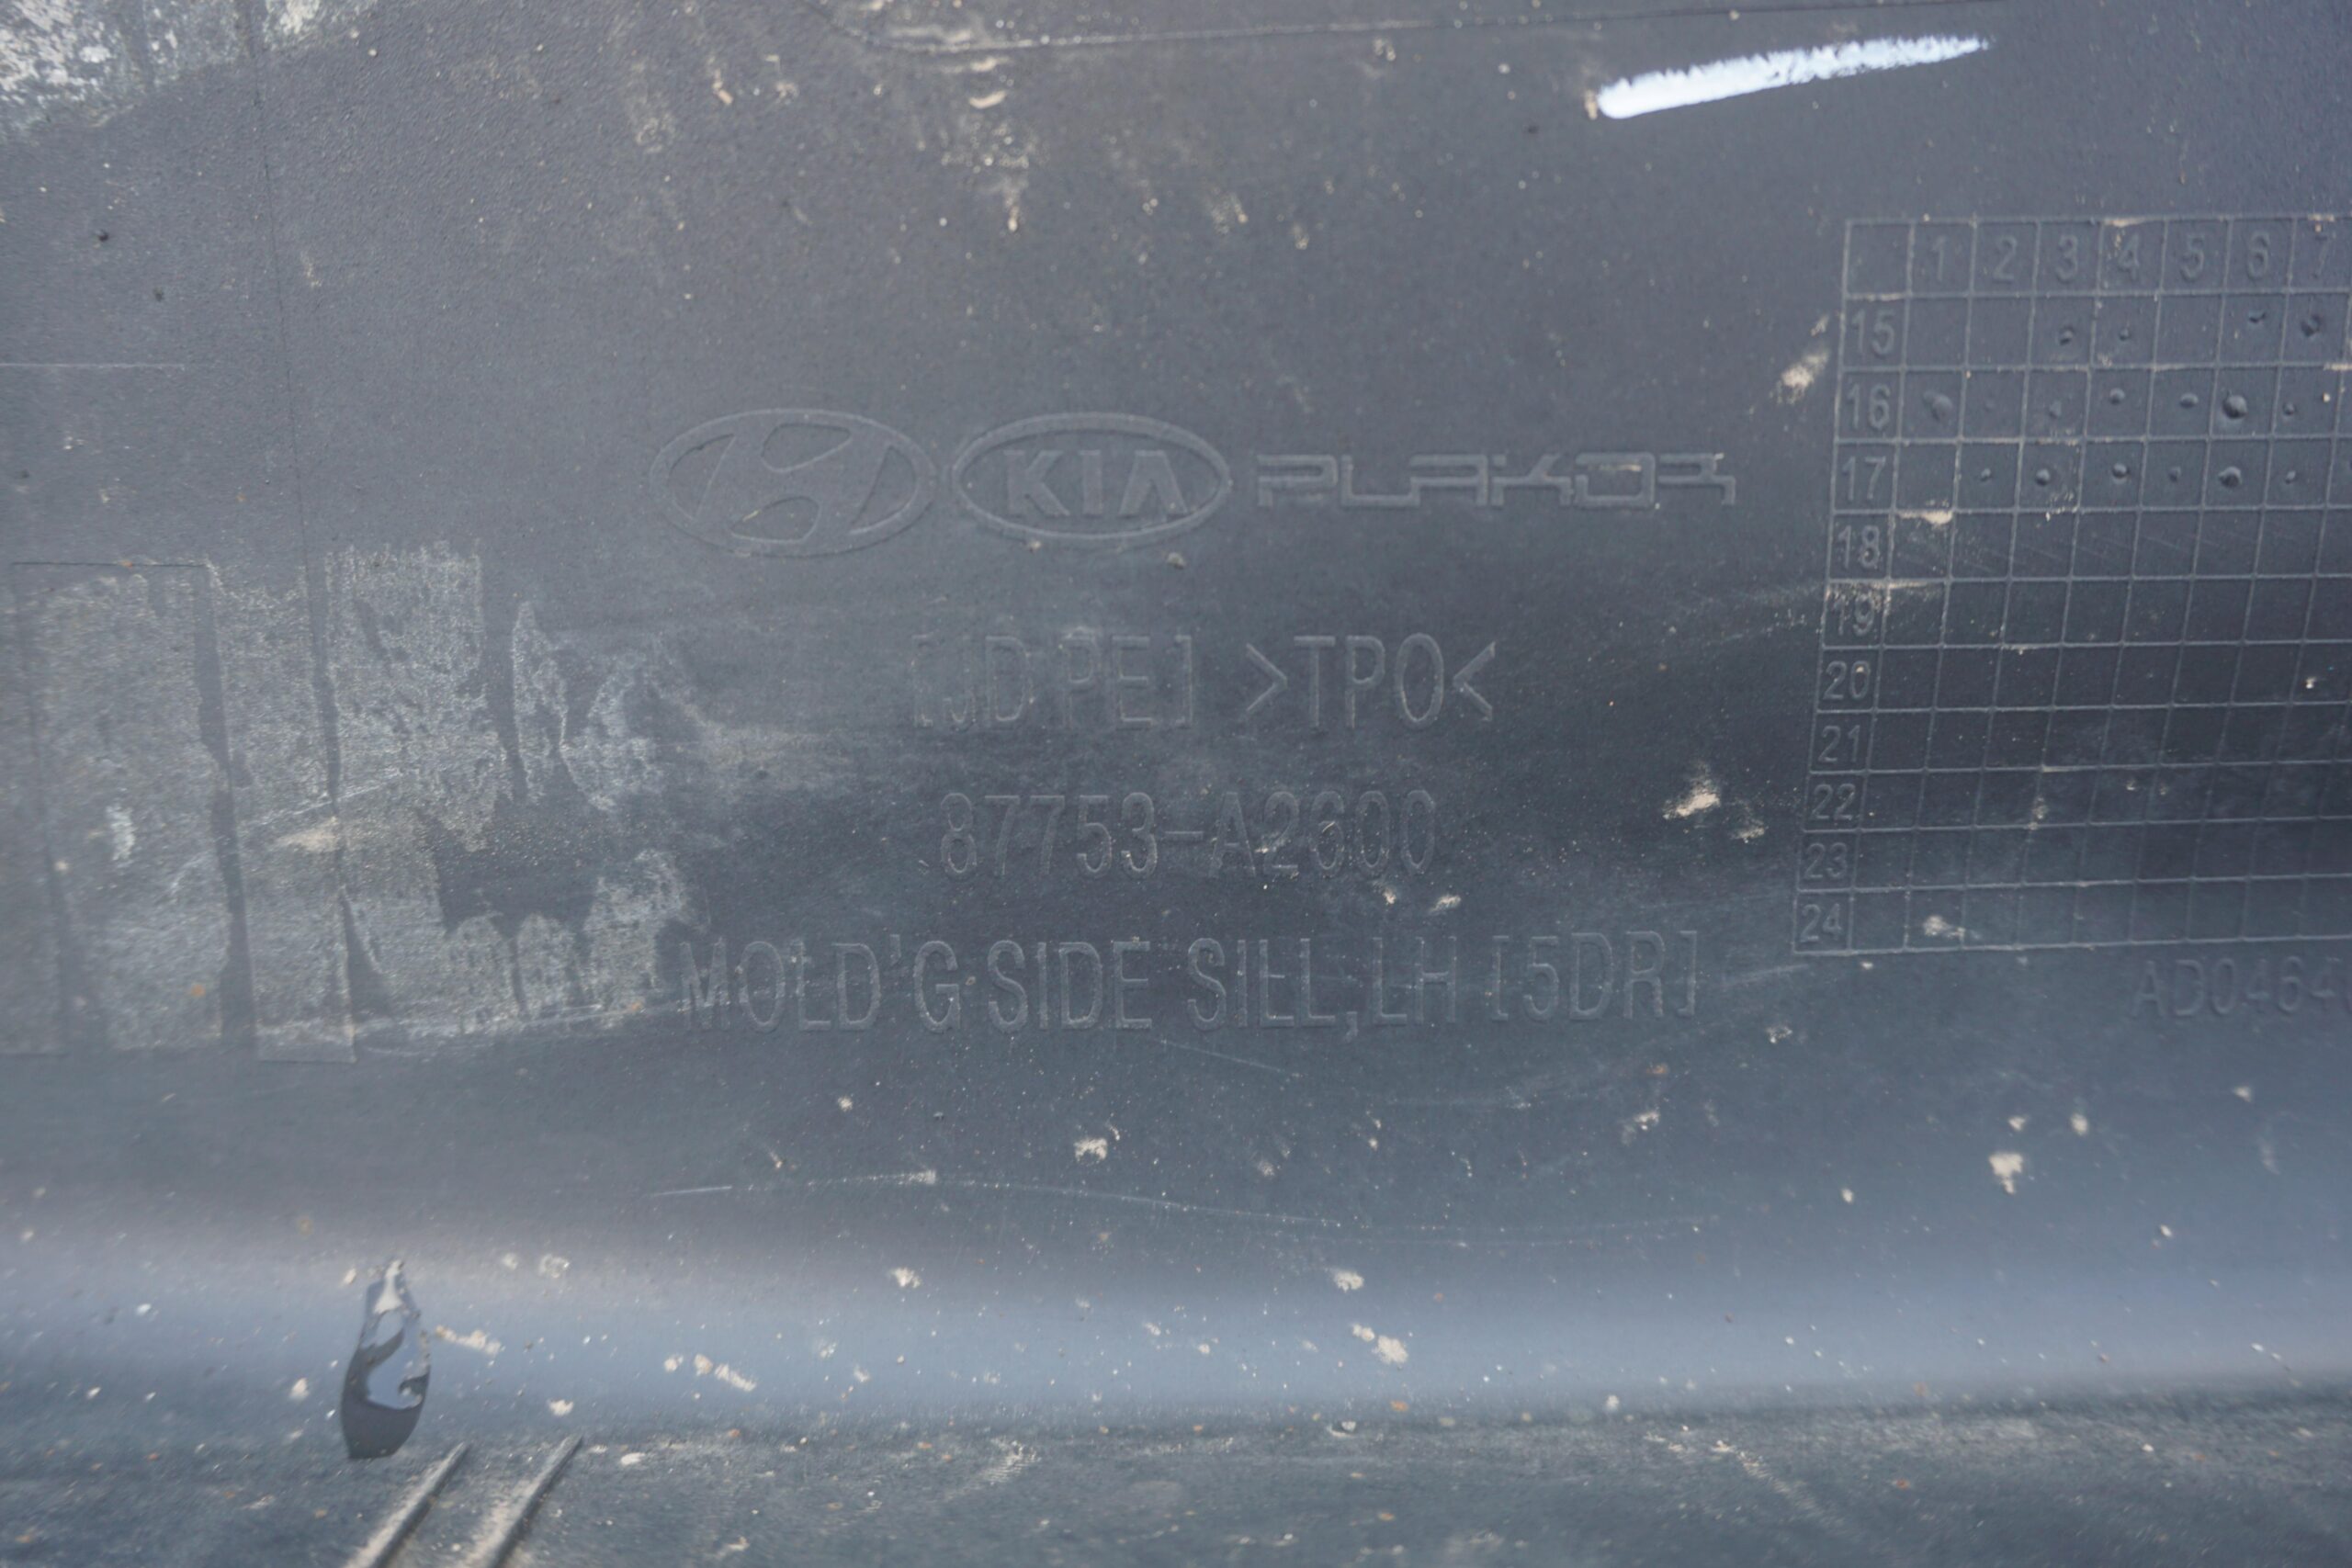 KIA PLAKOR
[JD PE] >TPO<
87753-A2600
MOLD'G SIDE SILL,LH [5DR]
1 2 3 4 5 6 7
15
16
17
18
19
20
21
22
23
24
AD0464